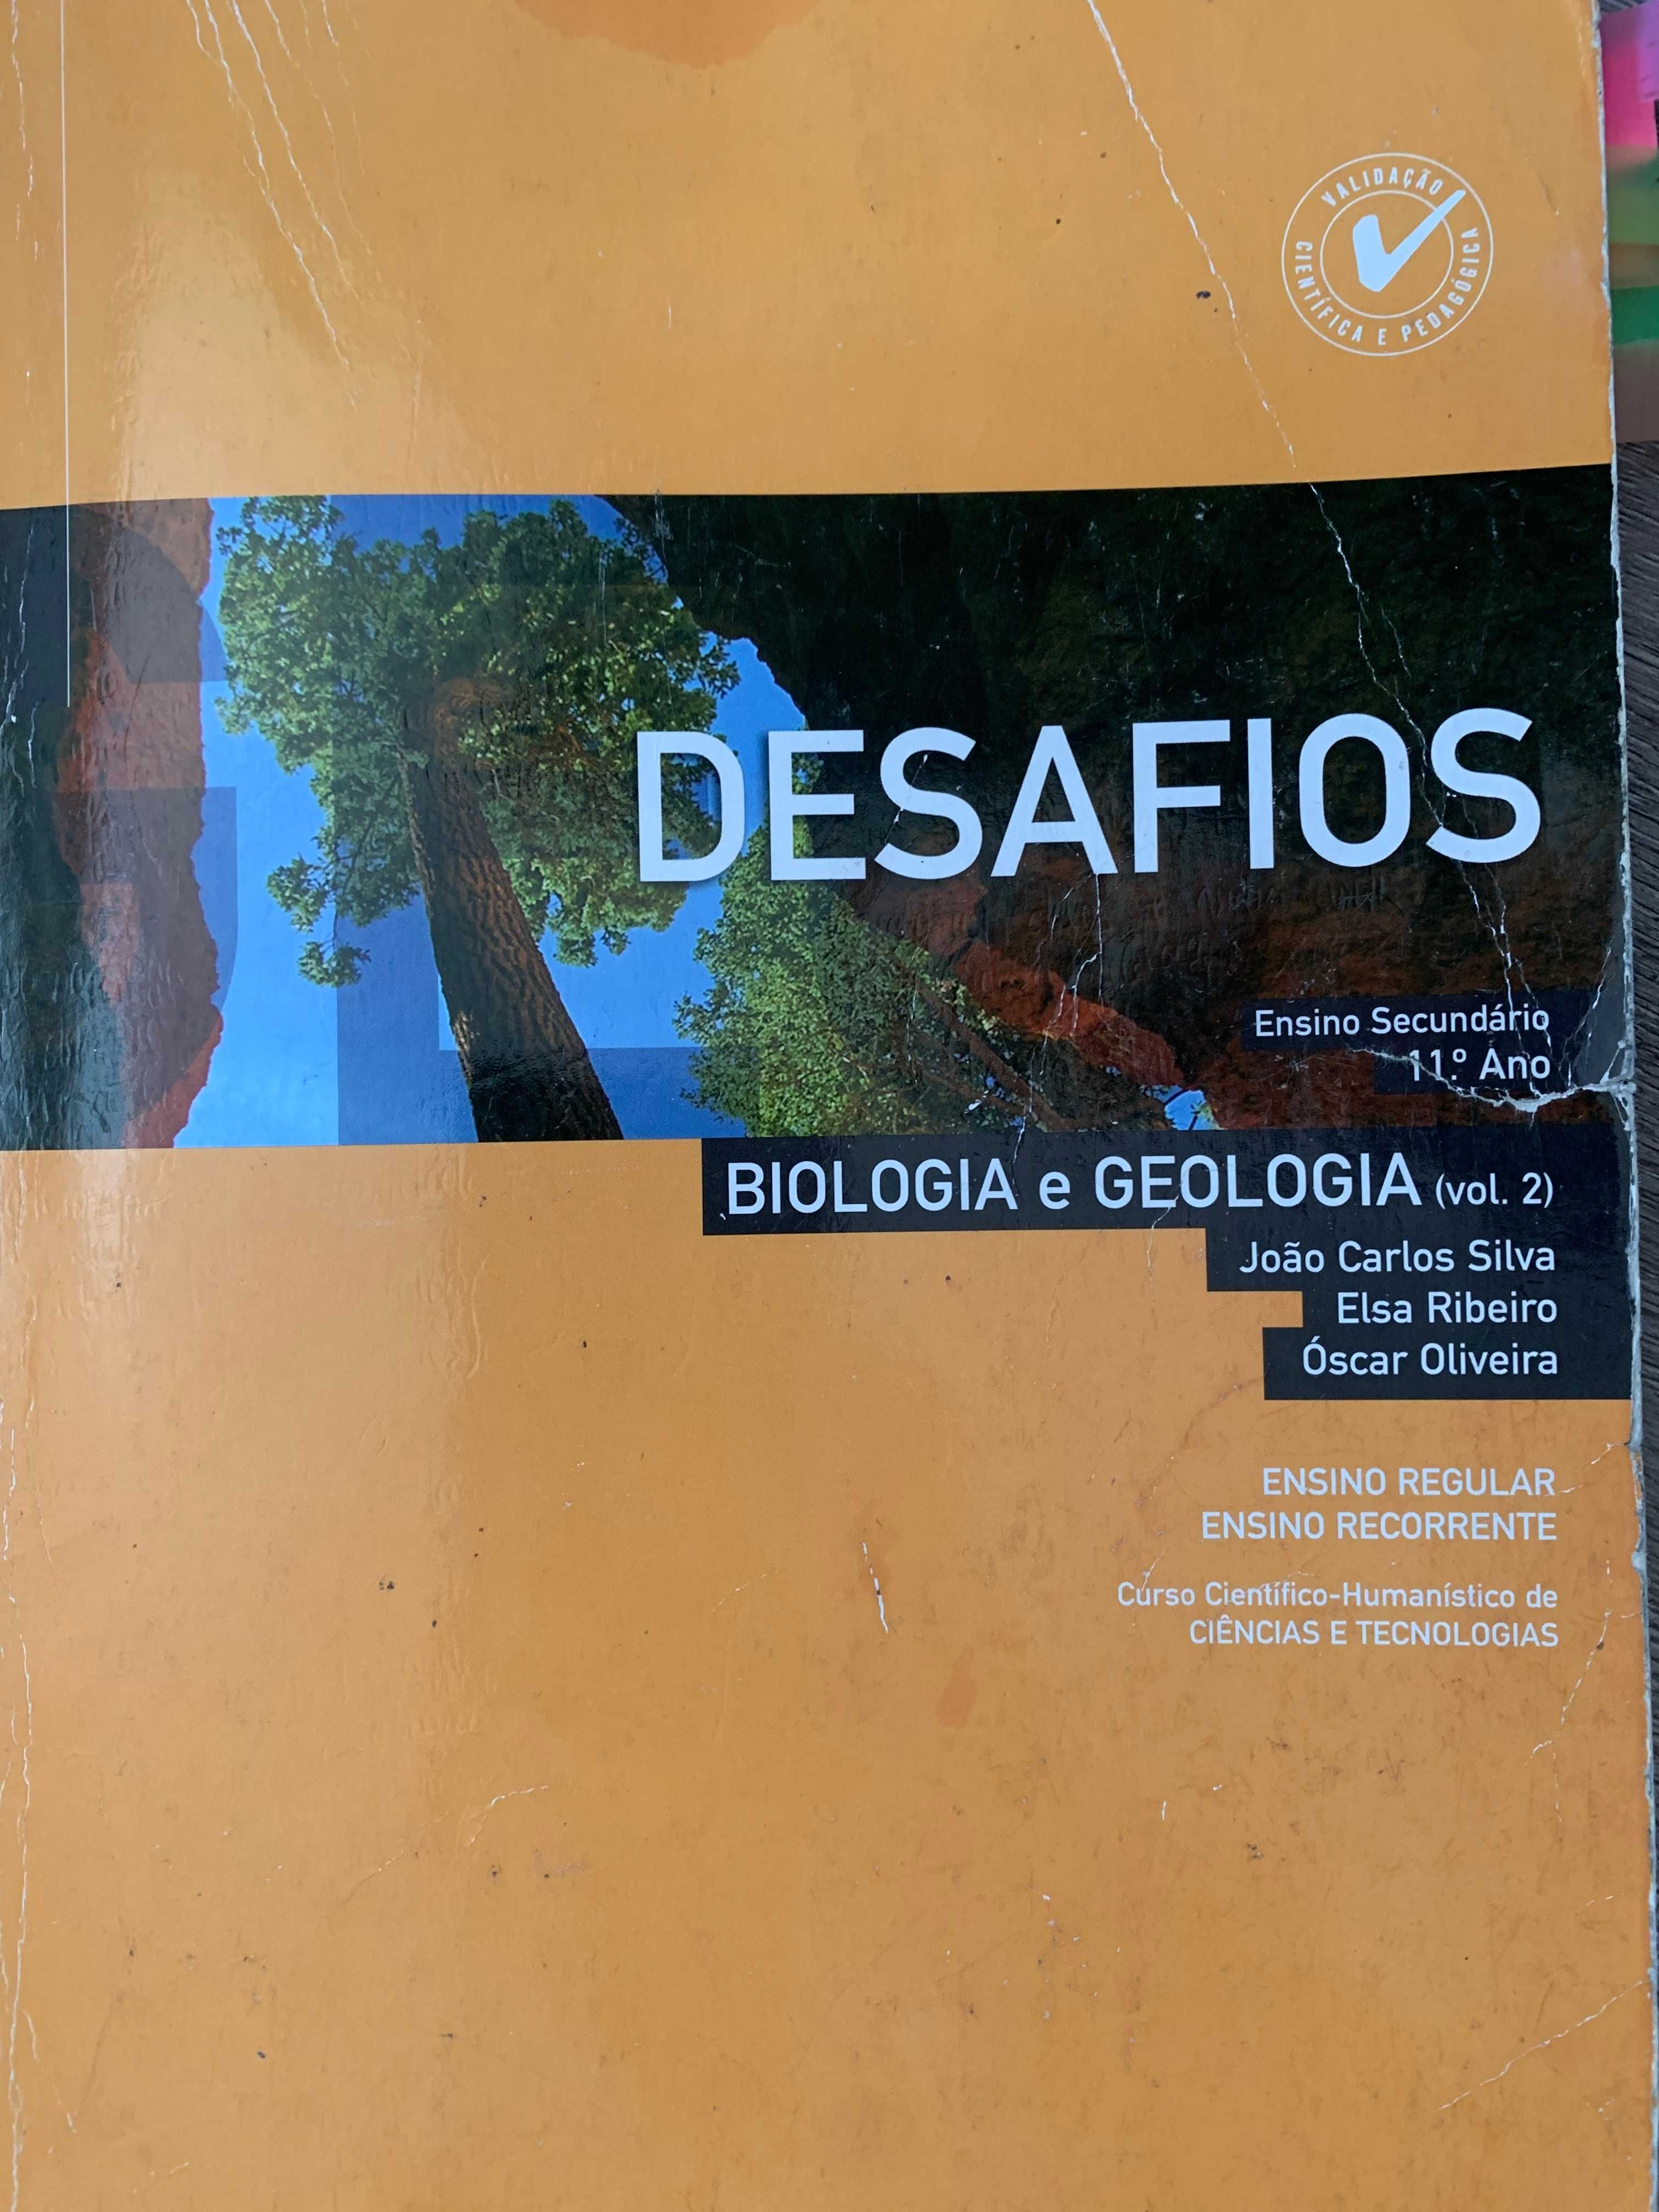 VALIDAÇÃO
CIENTÍFICA E PEDAGÓGICA
DESAFIOS
Ensino Secundário
11.º Ano
BIOLOGIA e GEOLOGIA (vol. 2)
João Carlos Silva
Elsa Ribeiro
Óscar Oliveira
ENSINO REGULAR
ENSINO RECORRENTE
Curso Científico-Humanístico de
CIÊNCIAS E TECNOLOGIAS